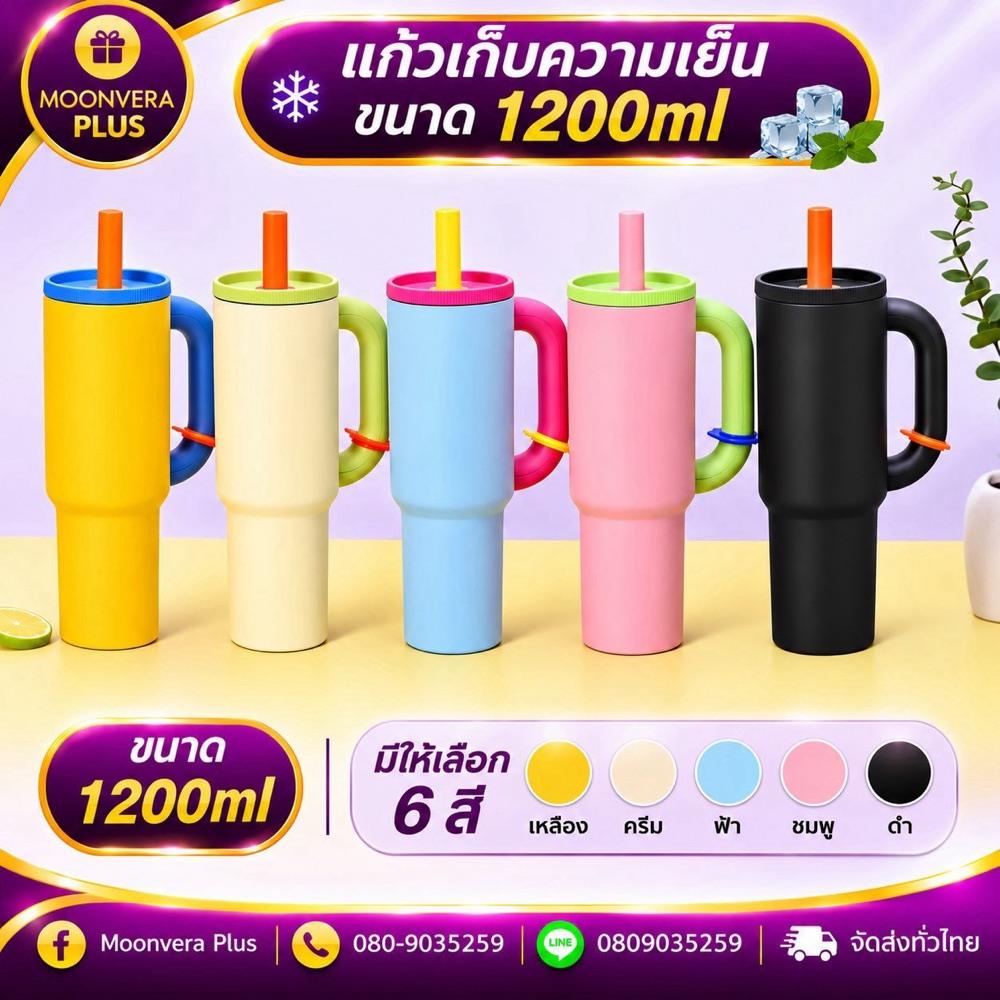 MOONVERA
PLUS
แก้วเก็บความเย็น
ขนาด 1200ml
ขนาด
1200ml
มีให้เลือก
6 สี
เหลือง
ครีม
ฟ้า
ชมพู
ดำ
Moonvera Plus
080-9035259
LINE
0809035259
จัดส่งทั่วไทย